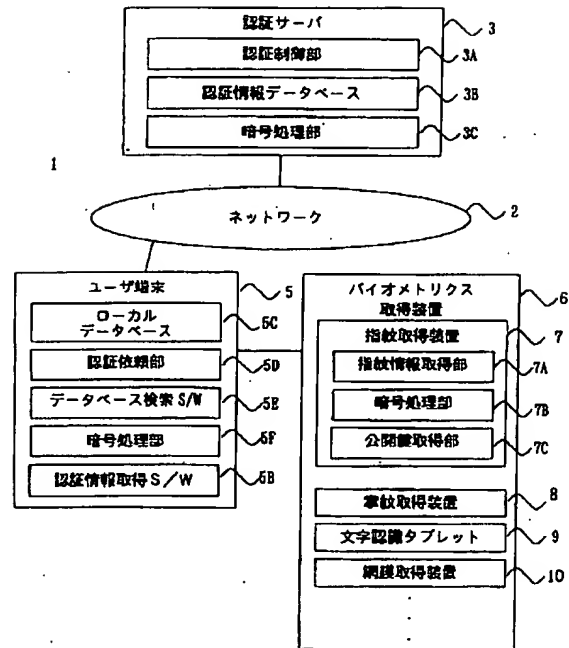 認証サーバ
3
認証制御部
3A
認証情報データベース
3B
暗号処理部
3C
1
ネットワーク
2
ユーザ端末
5
ローカル
データベース
5C
認証依頼部
5D
データベース検索 S/W
5E
暗号処理部
5F
認証情報取得 S/W
5B
バイオメトリクス
取得装置
6
指紋取得装置
7
指紋情報取得部
7A
暗号処理部
7B
公開鍵取得部
7C
掌紋取得装置
8
文字認識タブレット
9
網膜取得装置
10